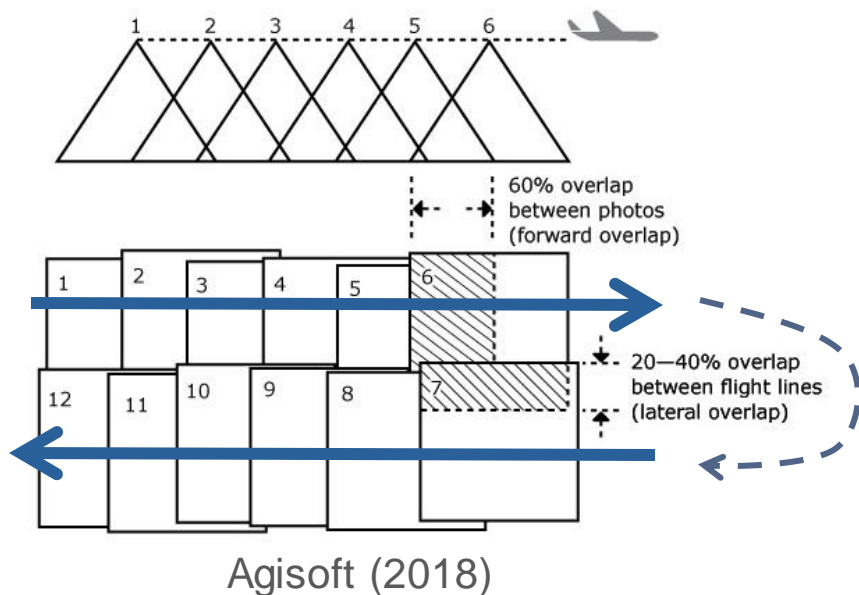 1 2 3 4 5 6
60% overlap
between photos
(forward overlap)
1 2 3 4 5 6
20—40% overlap
between flight lines
(lateral overlap)
12 11 10 9 8 7
Agisoft (2018)